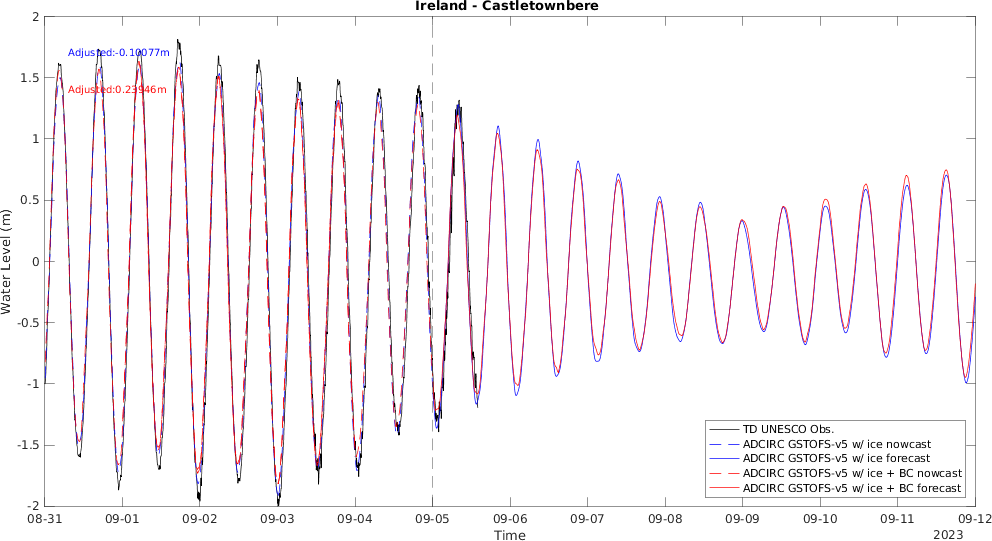 Ireland - Castletownbere
2
1.5
1
0.5
0
-0.5
-1
-1.5
-2
Water Level (m)
Adjusted:-0.10077m
Adjusted:0.23946m
TD UNESCO Obs.
ADCIRC GSTOFS-v5 w/ ice nowcast
ADCIRC GSTOFS-v5 w/ ice forecast
ADCIRC GSTOFS-v5 w/ ice + BC nowcast
ADCIRC GSTOFS-v5 w/ ice + BC forecast
08-31 09-01 09-02 09-03 09-04 09-05 09-06 09-07 09-08 09-09 09-10 09-11 09-12
Time
2023